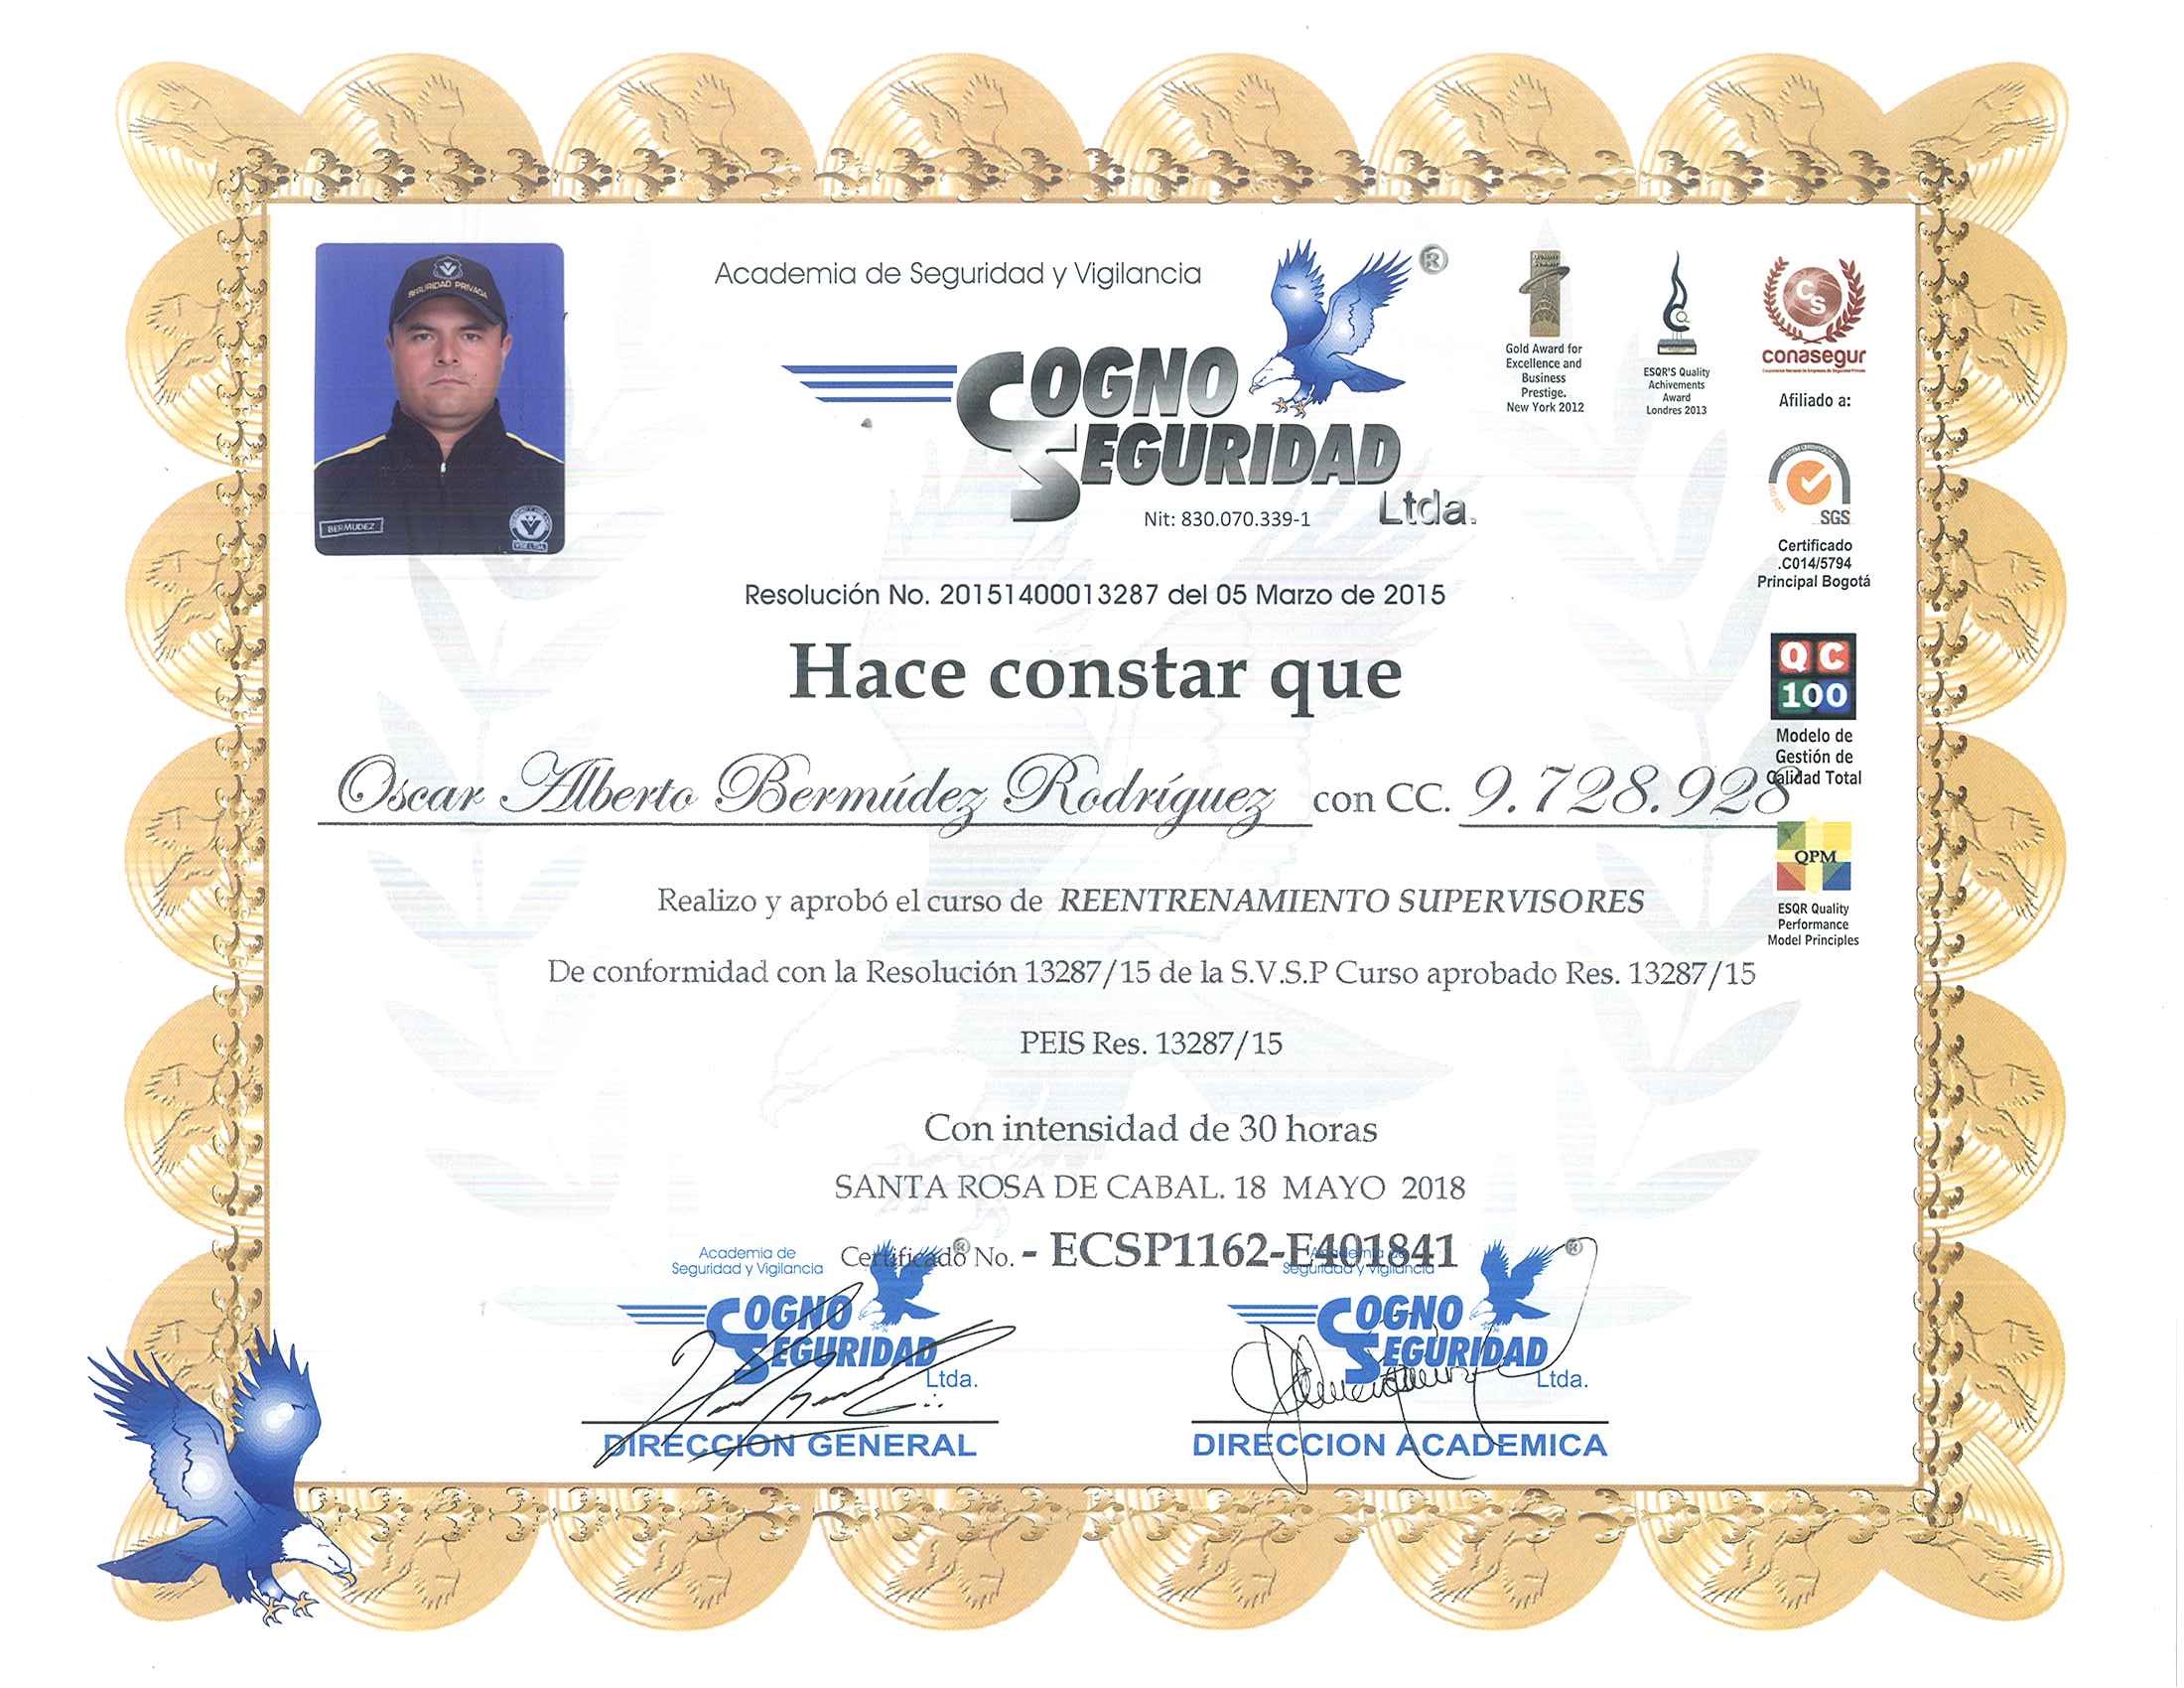 SEGURIDAD PRIVADA
BERMUDEZ
Academia de Seguridad y Vigilancia
®
COGNO
SEGURIDAD
Ltda.
Nit: 830.070.339-1
Gold Award for
Excellence and
Business
Prestige.
New York 2012
ESQR'S Quality
Achivements
Award
Londres 2013
CS
conasegur
Afiliado a:
SGS
Certificado
.C014/5794
Principal Bogotá
QC
100
Modelo de
Gestión de
Calidad Total
QPM
ESQR Quality
Performance
Model Principles
Resolución No. 20151400013287 del 05 Marzo de 2015
Hace constar que
Oscar Alberto Bermúdez Rodríguez con CC. 9.728.928
Realizo y aprobó el curso de REENTRENAMIENTO SUPERVISORES
De conformidad con la Resolución 13287/15 de la S.V.S.P Curso aprobado Res. 13287/15
PEIS Res. 13287/15
Con intensidad de 30 horas
SANTA ROSA DE CABAL. 18 MAYO 2018
Certificado No. - ECSP1162-E401841
Academia de
Seguridad y Vigilancia
®
COGNO
SEGURIDAD
Ltda.
DIRECCION GENERAL
Academia de
Seguridad y Vigilancia
®
COGNO
SEGURIDAD
Ltda.
DIRECCION ACADEMICA